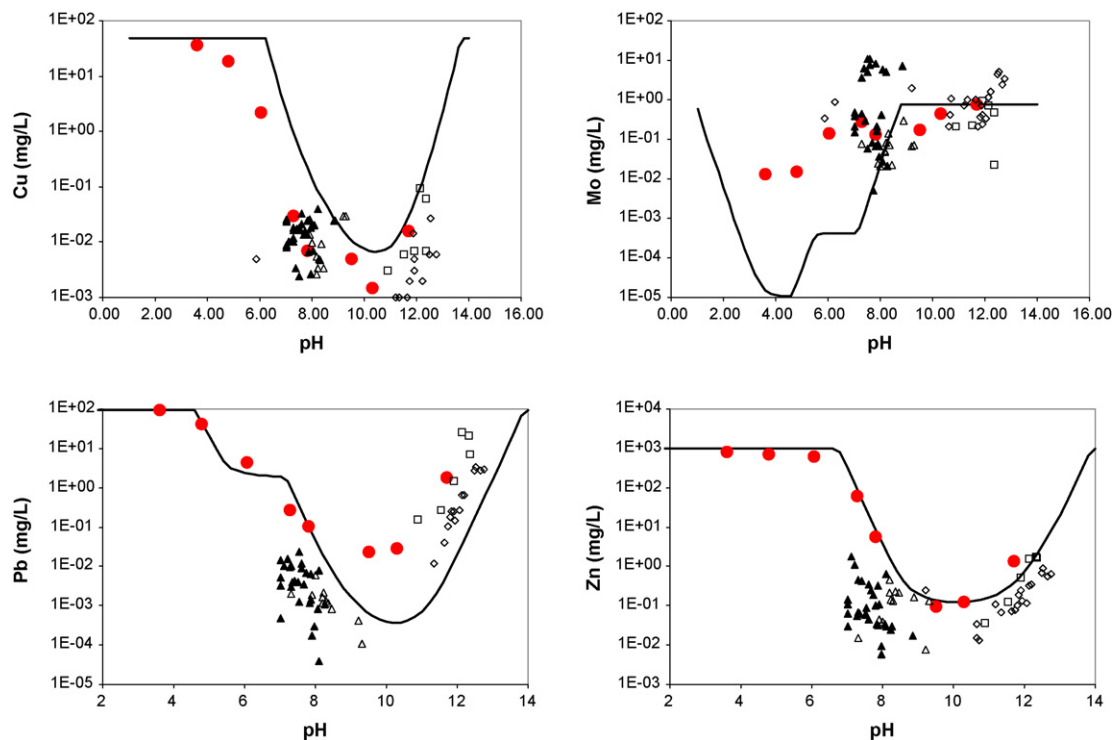 Cu (mg/L)
1E+02
1E+01
1E+00
1E-01
1E-02
1E-03
0.00 2.00 4.00 6.00 8.00 10.00 12.00 14.00 16.00
pH
Mo (mg/L)
1E+02
1E+01
1E+00
1E-01
1E-02
1E-03
1E-04
1E-05
0.00 2.00 4.00 6.00 8.00 10.00 12.00 14.00 16.00
pH
Pb (mg/L)
1E+02
1E+01
1E+00
1E-01
1E-02
1E-03
1E-04
1E-05
2 4 6 8 10 12 14
pH
Zn (mg/L)
1E+04
1E+03
1E+02
1E+01
1E+00
1E-01
1E-02
1E-03
2 4 6 8 10 12 14
pH